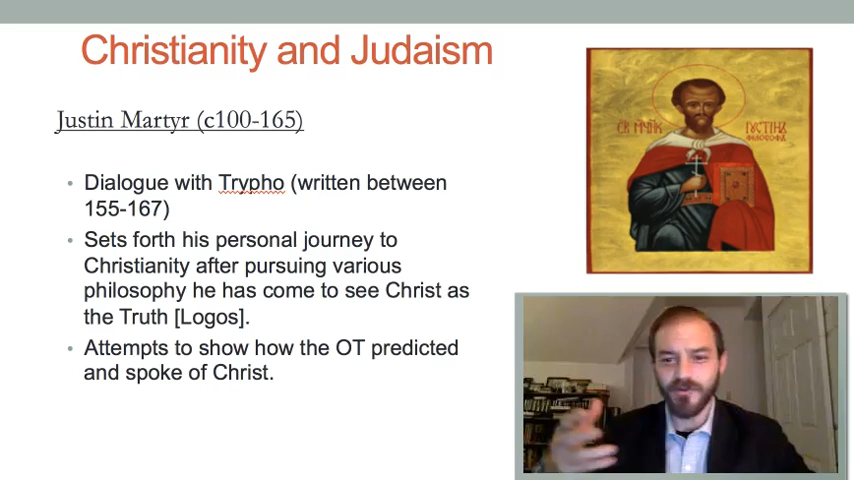 Christianity and Judaism
Justin Martyr (c100-165)
Dialogue with Trypho (written between
155-167)
Sets forth his personal journey to
Christianity after pursuing various
philosophy he has come to see Christ as
the Truth [Logos].
Attempts to show how the OT predicted
and spoke of Christ.